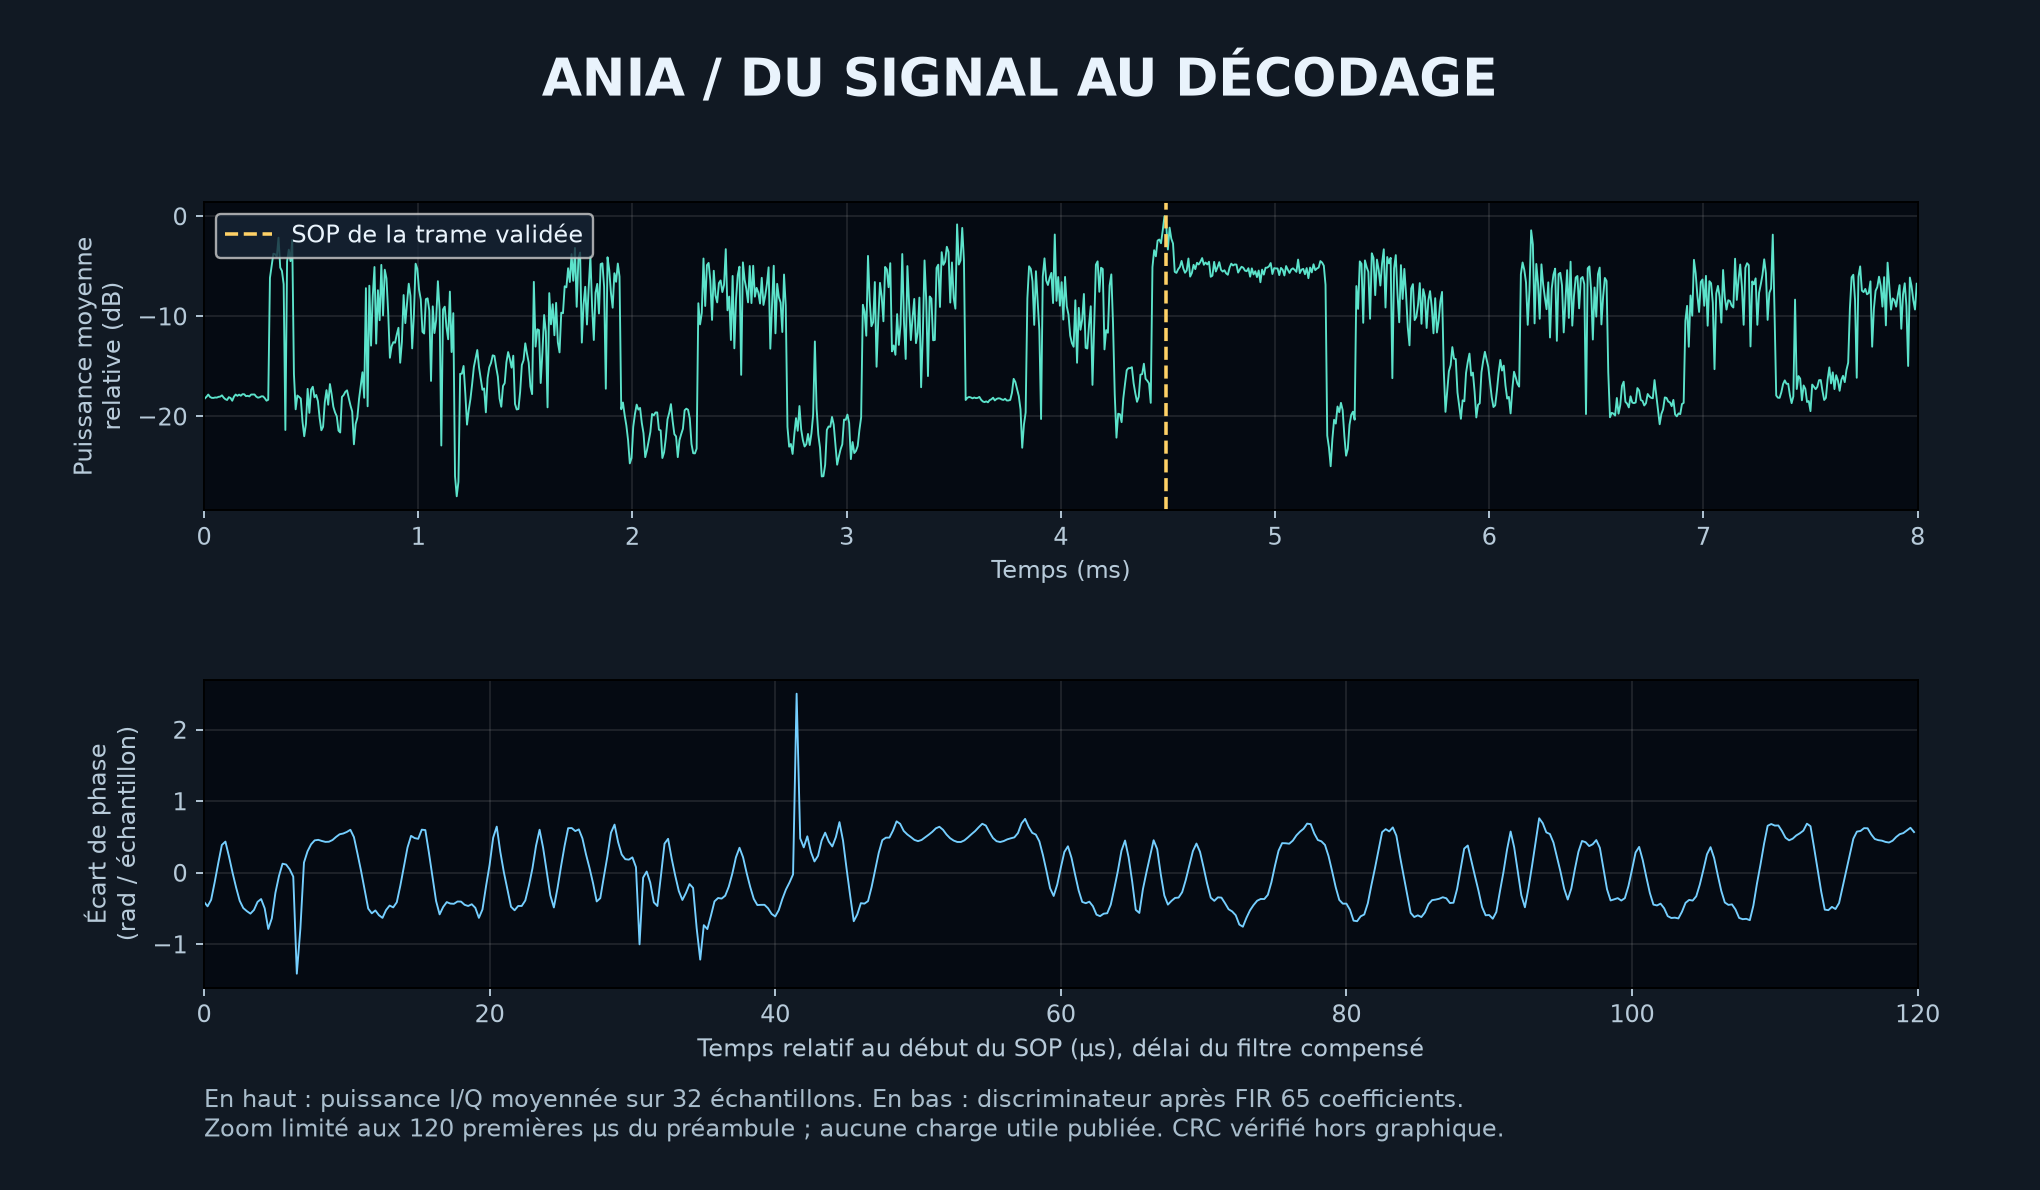 ANIA / DU SIGNAL AU DÉCODAGE
Puissance moyenne
relative (dB)
0
−10
−20
SOP de la trame validée
0 1 2 3 4 5 6 7 8
Temps (ms)
Écart de phase
(rad / échantillon)
2
1
0
−1
0 20 40 60 80 100 120
Temps relatif au début du SOP (µs), délai du filtre compensé
En haut : puissance I/Q moyennée sur 32 échantillons. En bas : discriminateur après FIR 65 coefficients.
Zoom limité aux 120 premières µs du préambule ; aucune charge utile publiée. CRC vérifié hors graphique.